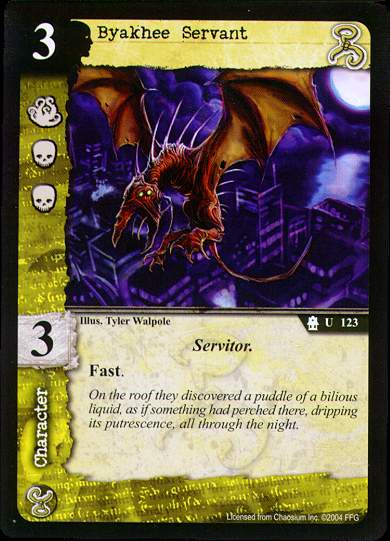 3
Byakhee Servant
Illus. Tyler Walpole
U 123
3
Servitor.
Fast.
On the roof they discovered a puddle of a bilious
liquid, as if something had perched there, dripping
its putrescence, all through the night.
Character
Licensed from Chaosium Inc. ©2004 FFG